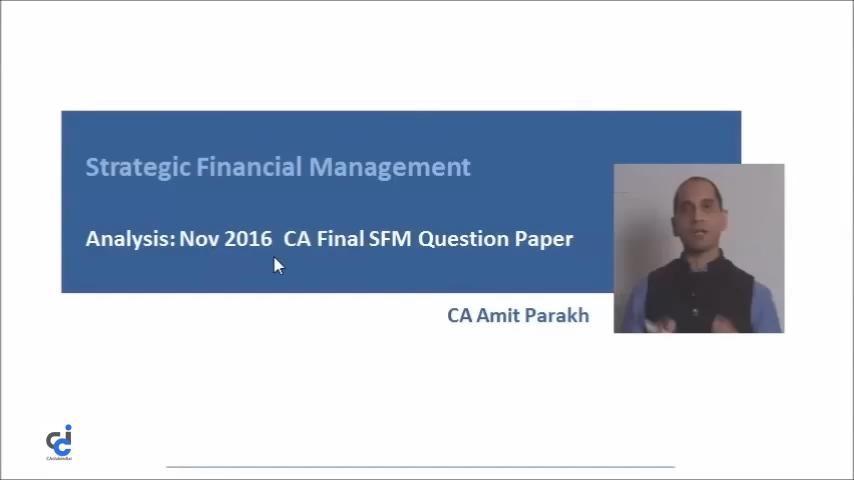 Strategic Financial Management
Analysis: Nov 2016 CA Final SFM Question Paper
CA Amit Parakh